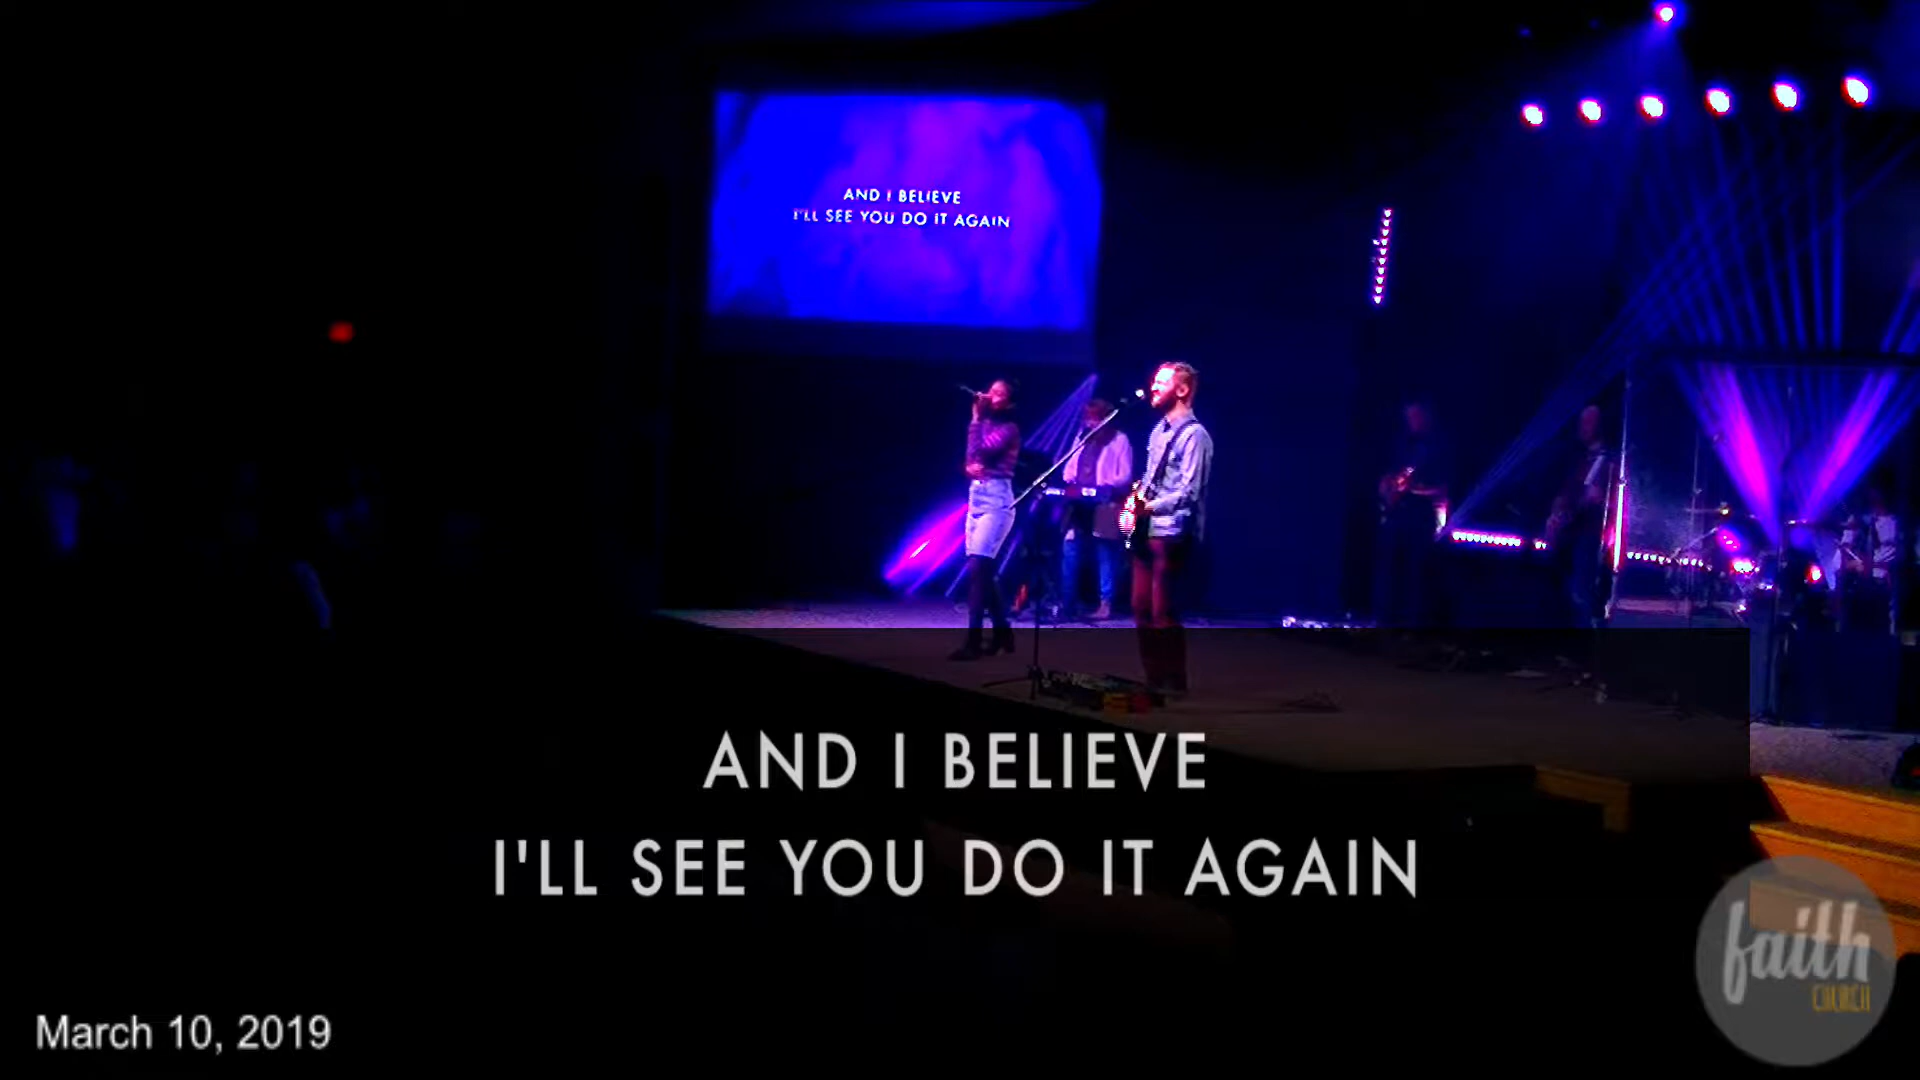 AND I BELIEVE
I'LL SEE YOU DO IT AGAIN
AND I BELIEVE
I'LL SEE YOU DO IT AGAIN
March 10, 2019
faith
CHURCH